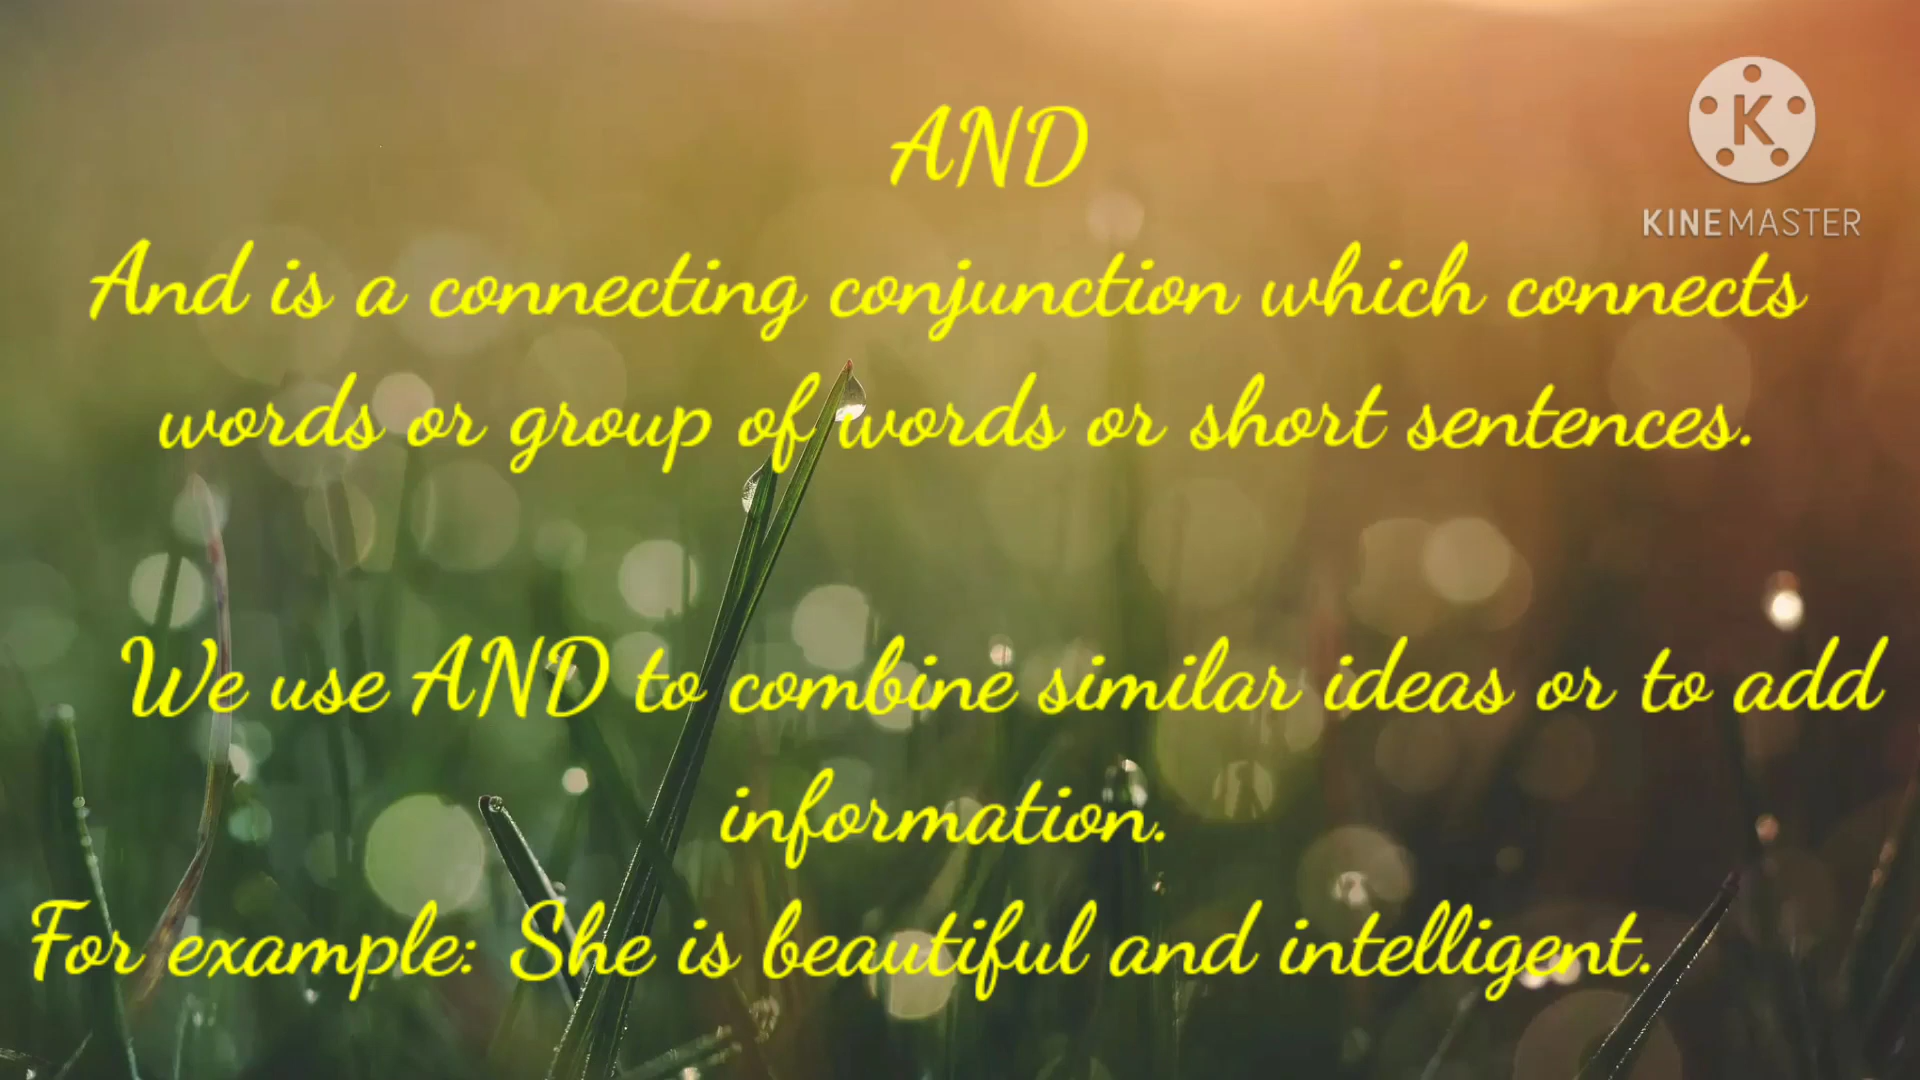 AND
KINEMASTER
And is a connecting conjunction which connects
words or group of words or short sentences.
We use AND to combine similar ideas or to add
information.
For example: She is beautiful and intelligent.